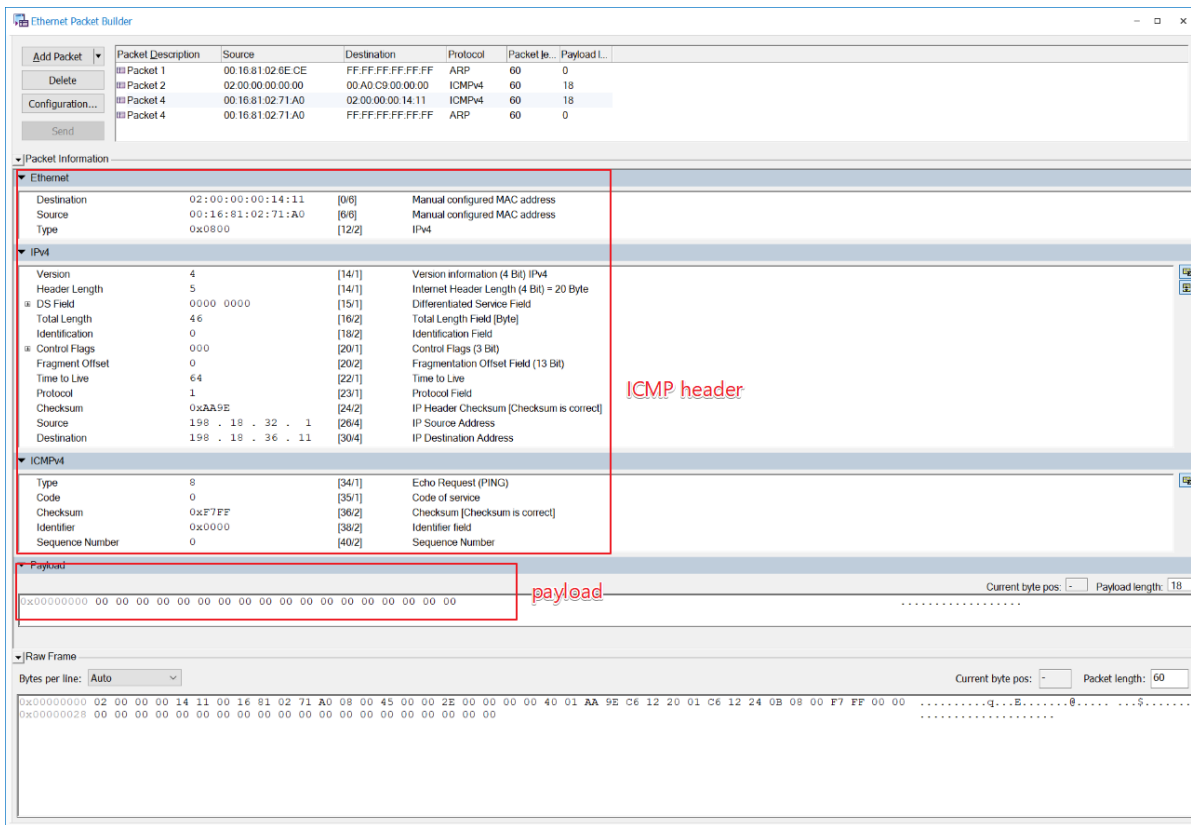 Ethernet Packet Builder
Add Packet
Delete
Configuration...
Send
Packet Description Source Destination Protocol Packet le... Payload l...
Packet 1 00:16:81:02:6E:CE FF:FF:FF:FF:FF:FF ARP 60 0
Packet 2 02:00:00:00:00:00 00:A0:C9:00:00:00 ICMPv4 60 18
Packet 4 00:16:81:02:71:A0 02:00:00:00:14:11 ICMPv4 60 18
Packet 4 00:16:81:02:71:A0 FF:FF:FF:FF:FF:FF ARP 60 0
Packet Information
Ethernet
Destination 02:00:00:00:14:11 [0/6] Manual configured MAC address
Source 00:16:81:02:71:A0 [6/6] Manual configured MAC address
Type 0x0800 [12/2] IPv4
IPv4
Version 4 [14/1] Version information (4 Bit) IPv4
Header Length 5 [14/1] Internet Header Length (4 Bit) = 20 Byte
DS Field 0000 0000 [15/1] Differentiated Service Field
Total Length 46 [16/2] Total Length Field [Byte]
Identification 0 [18/2] Identification Field
Control Flags 000 [20/1] Control Flags (3 Bit)
Fragment Offset 0 [20/2] Fragmentation Offset Field (13 Bit)
Time to Live 64 [22/1] Time to Live
Protocol 1 [23/1] Protocol Field
Checksum 0xAA9E [24/2] IP Header Checksum [Checksum is correct]
Source 198 . 18 . 32 . 1 [26/4] IP Source Address
Destination 198 . 18 . 36 . 11 [30/4] IP Destination Address
ICMP header
ICMPv4
Type 8 [34/1] Echo Request (PING)
Code 0 [35/1] Code of service
Checksum 0xF7FF [36/2] Checksum [Checksum is correct]
Identifier 0x0000 [38/2] Identifier field
Sequence Number 0 [40/2] Sequence Number
Payload
payload
Current byte pos: - Payload length: 18
0x00000000 00 00 00 00 00 00 00 00 00 00 00 00 00 00 00 00 00 00 ..................
Raw Frame
Bytes per line: Auto Current byte pos: - Packet length: 60
0x00000000 02 00 00 00 14 11 00 16 81 02 71 A0 08 00 45 00 00 2E 00 00 00 00 40 01 AA 9E C6 12 20 01 C6 12 24 0B 08 00 F7 FF 00 00 ..........q...E.......@..... ...$.......
0x00000028 00 00 00 00 00 00 00 00 00 00 00 00 00 00 00 00 00 00 00 00 ....................